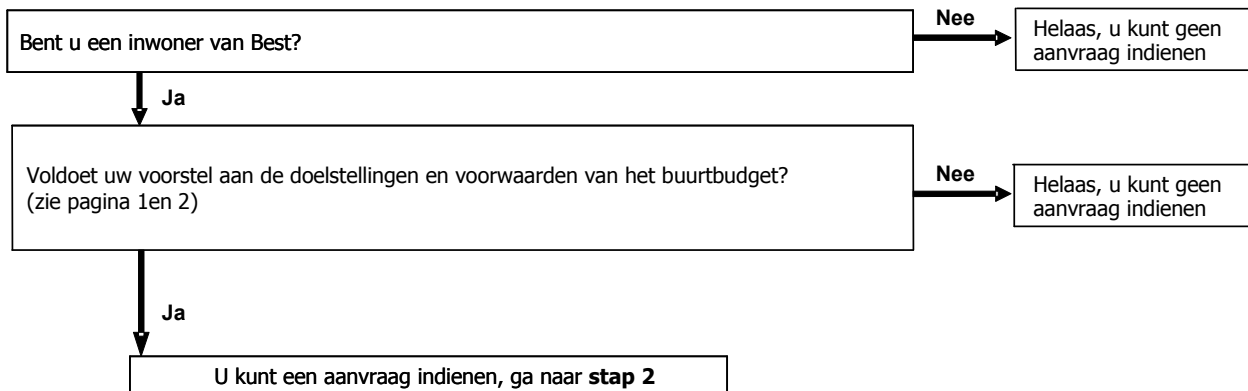 Bent u een inwoner van Best?
Nee
Helaas, u kunt geen
aanvraag indienen
Ja
Voldoet uw voorstel aan de doelstellingen en voorwaarden van het buurtbudget?
(zie pagina 1en 2)
Nee
Helaas, u kunt geen
aanvraag indienen
Ja
U kunt een aanvraag indienen, ga naar stap 2